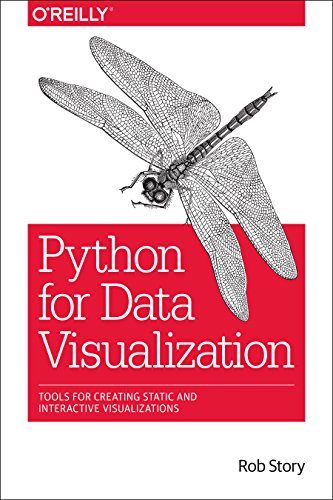 O'REILLY®
Python
for Data
Visualization
TOOLS FOR CREATING STATIC AND
INTERACTIVE VISUALIZATIONS
Rob Story